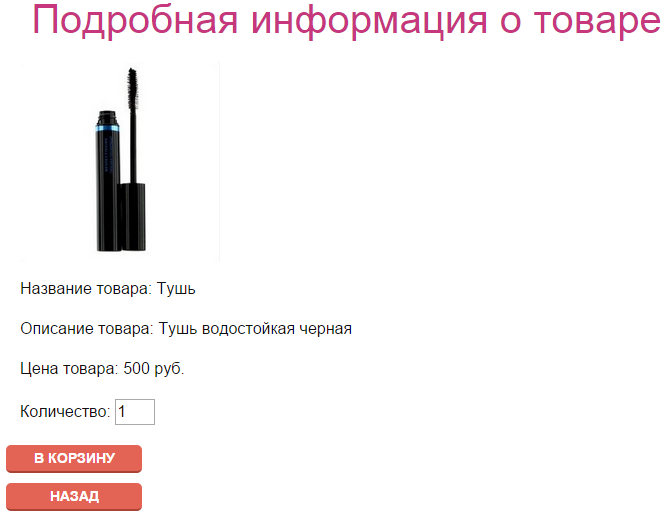 Подробная информация о товаре
Название товара: Тушь
Описание товара: Тушь водостойкая черная
Цена товара: 500 руб.
Количество: 1
В КОРЗИНУ
НАЗАД